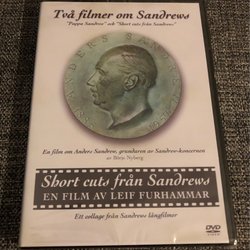 Två filmer om Sandrews
"Pappa Sandrew" och "Short cuts från Sandrews"
ANDERS SANDREW
En film om Anders Sandrew, grundaren av Sandrew-koncernen
av Börje Nyberg
Short cuts från Sandrews
EN FILM AV LEIF FURHAMMAR
Ett collage från Sandrews långfilmer
DVD